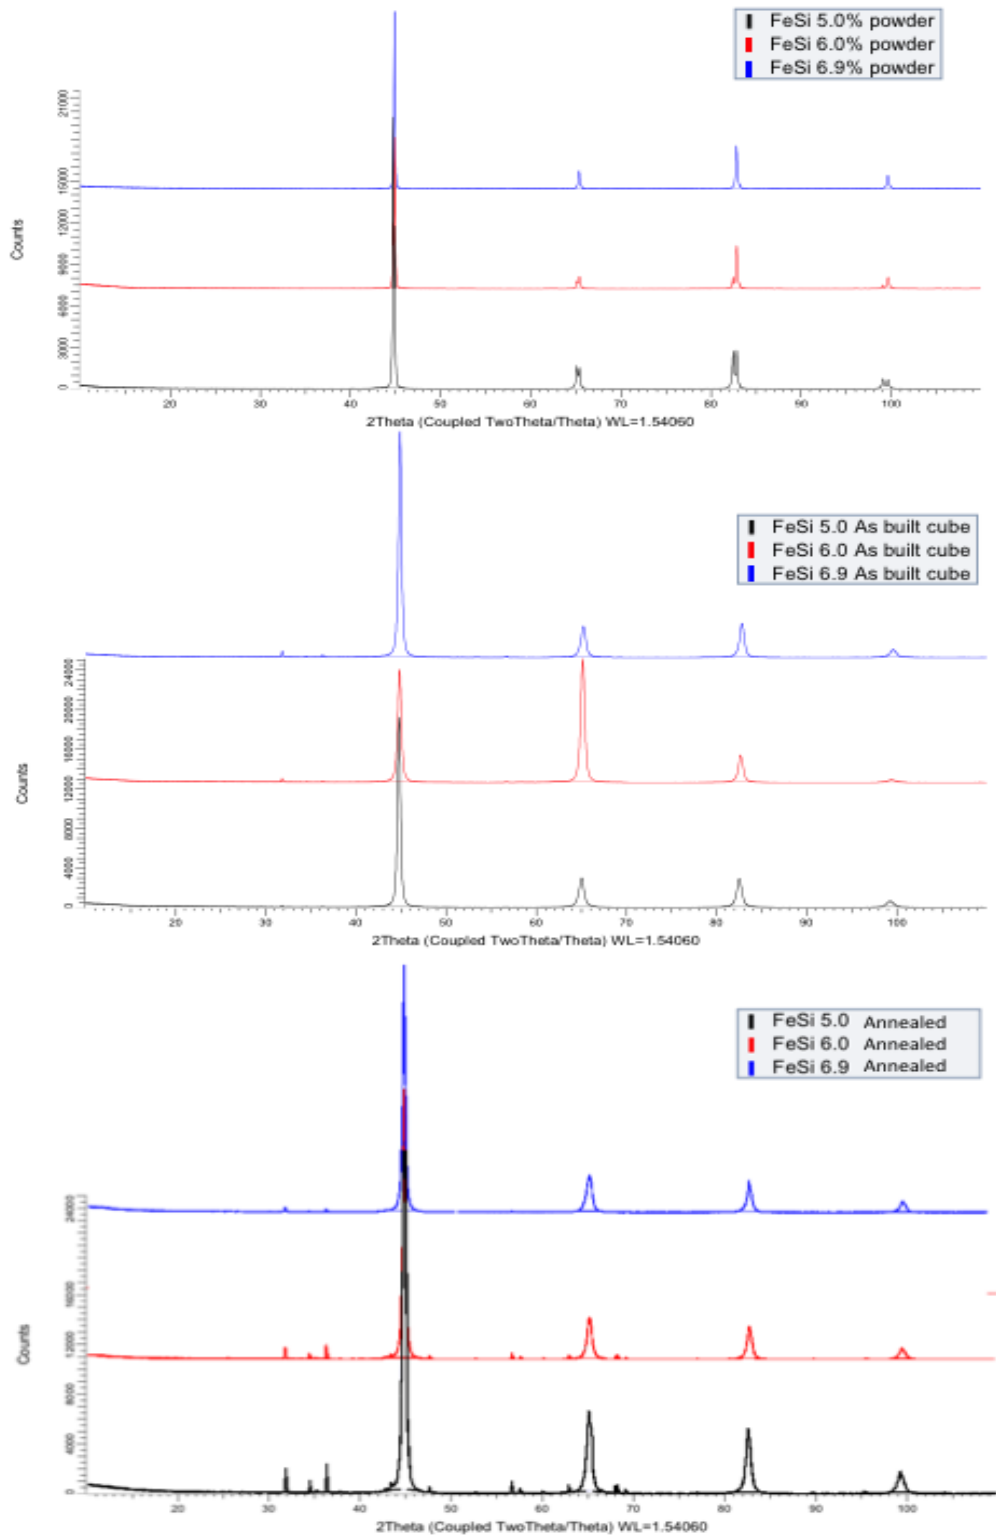 FeSi 5.0% powder
FeSi 6.0% powder
FeSi 6.9% powder
Counts
21000
15000
12000
9000
6000
3000
0
20 30 40 50 60 70 80 90 100
2Theta (Coupled TwoTheta/Theta) WL=1.54060
FeSi 5.0 As built cube
FeSi 6.0 As built cube
FeSi 6.9 As built cube
Counts
24000
20000
16000
12000
8000
4000
0
20 30 40 50 60 70 80 90 100
2Theta (Coupled TwoTheta/Theta) WL=1.54060
FeSi 5.0 Annealed
FeSi 6.0 Annealed
FeSi 6.9 Annealed
Counts
24000
16000
12000
8000
4000
0
20 30 40 50 60 70 80 90 100
2Theta (Coupled TwoTheta/Theta) WL=1.54060